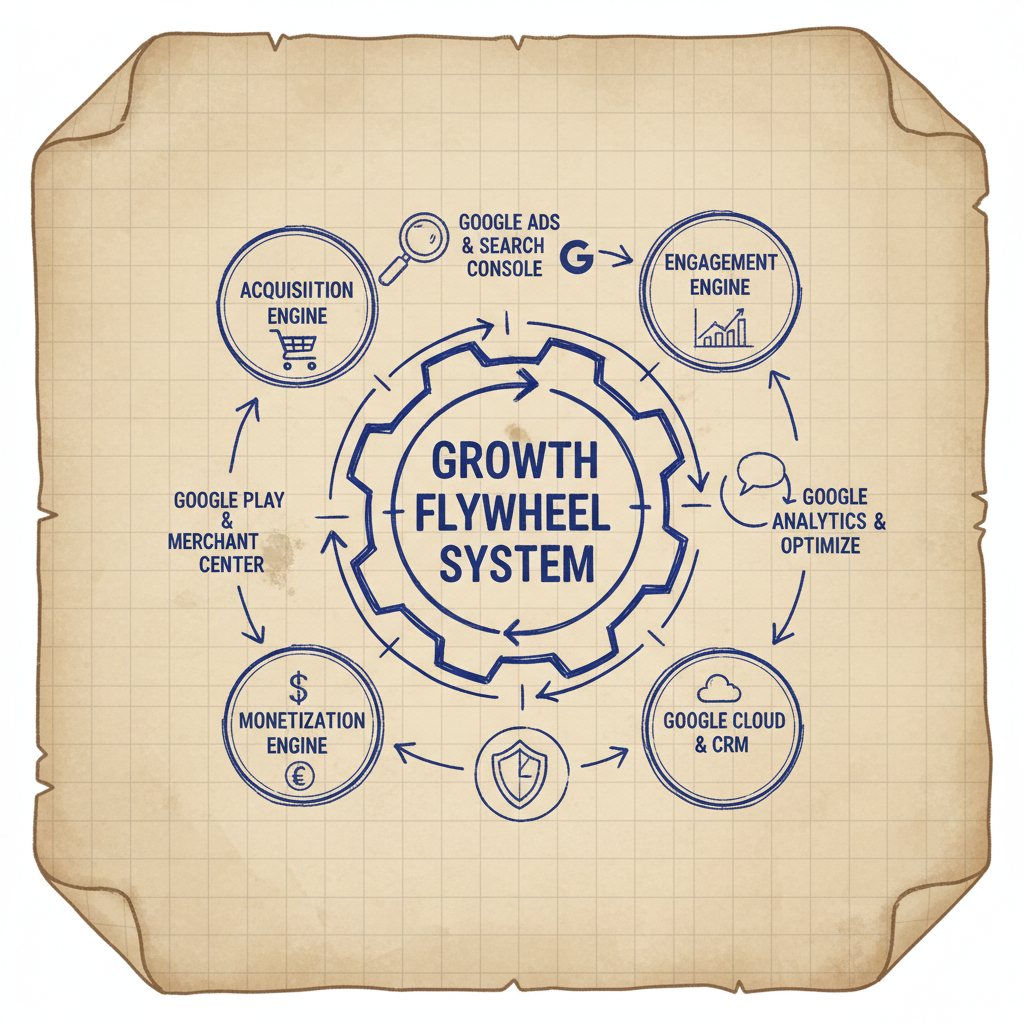 GOOGLE ADS
& SEARCH
CONSOLE
G
ACQUISIITION
ENGINE
ENGAGEMENT
ENGINE
GROWTH
FLYWHEEL
SYSTEM
GOOGLE PLAY
&
MERCHANT
CENTER
GOOGLE
ANALYTICS &
OPTIMIZE
$
MONETIZATION
ENGINE
€
GOOGLE CLOUD
& CRM